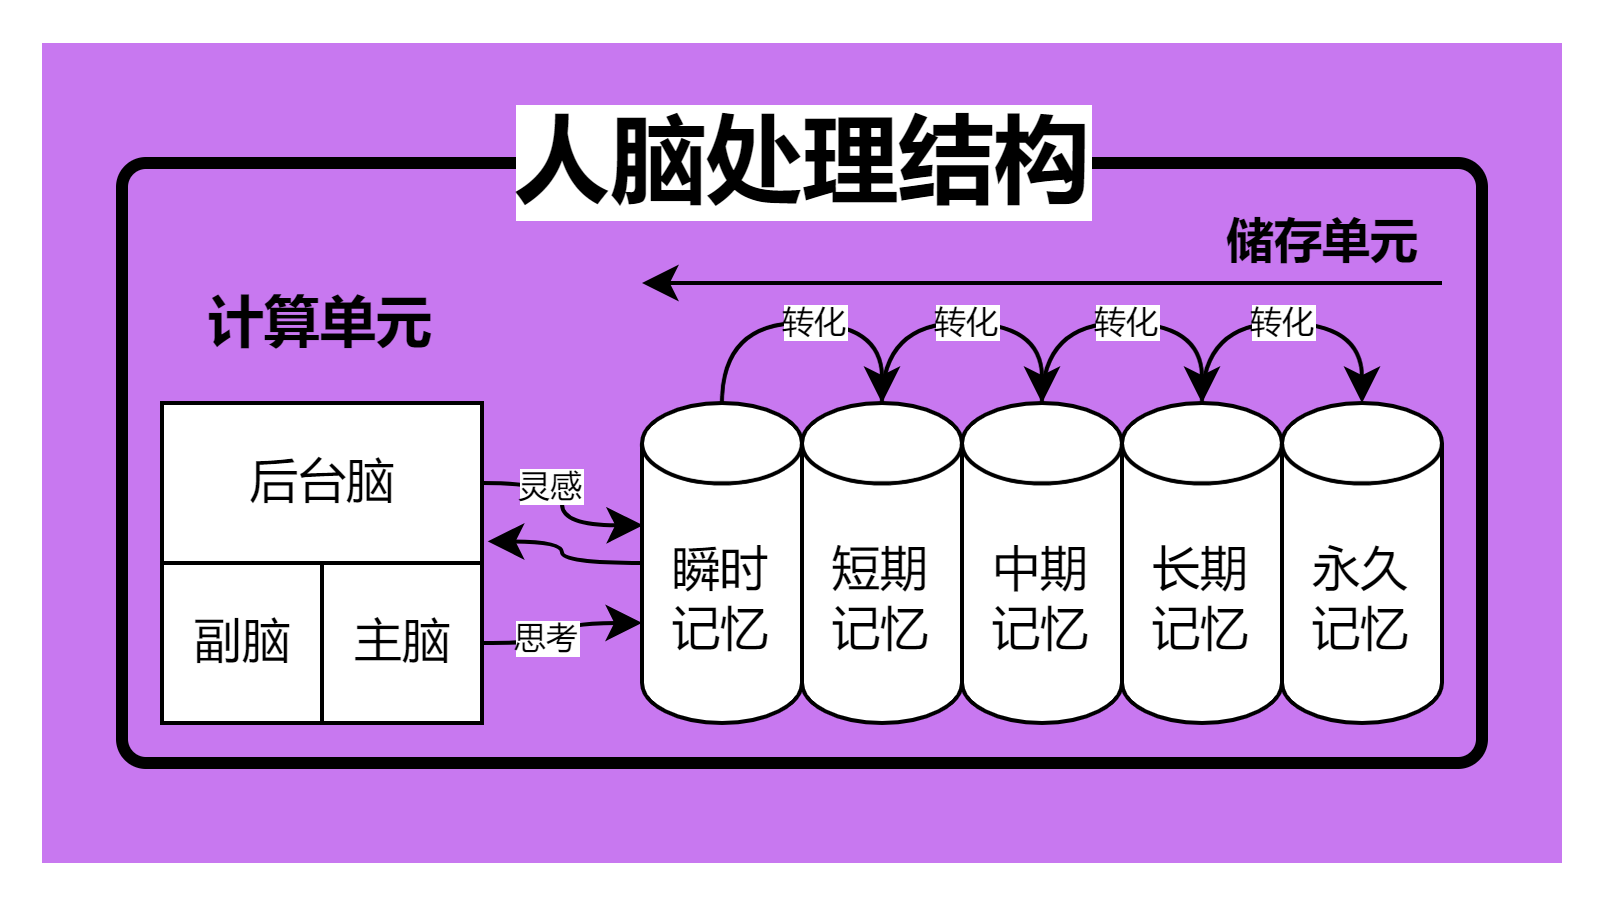 人脑处理结构
储存单元
计算单元
转化
转化
转化
转化
后台脑
灵感
副脑
主脑
思考
瞬时
记忆
短期
记忆
中期
记忆
长期
记忆
永久
记忆